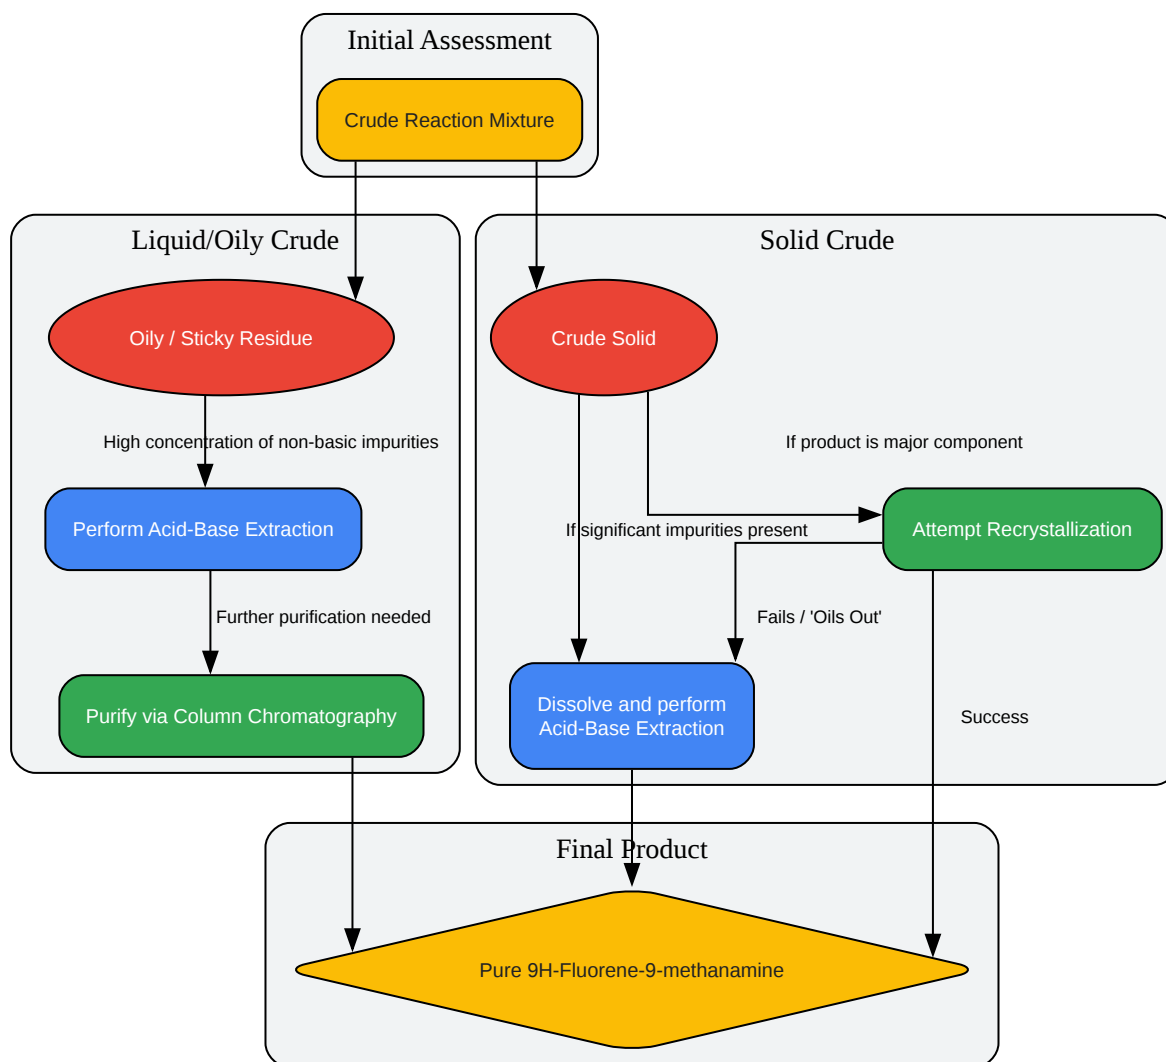 Initial Assessment
Crude Reaction Mixture
Liquid/Oily Crude
Solid Crude
Oily / Sticky Residue
Crude Solid
High concentration of non-basic impurities
If product is major component
Perform Acid-Base Extraction
If significant impurities present
Attempt Recrystallization
Further purification needed
Fails / 'Oils Out'
Purify via Column Chromatography
Dissolve and perform
Acid-Base Extraction
Success
Final Product
Pure 9H-Fluorene-9-methanamine